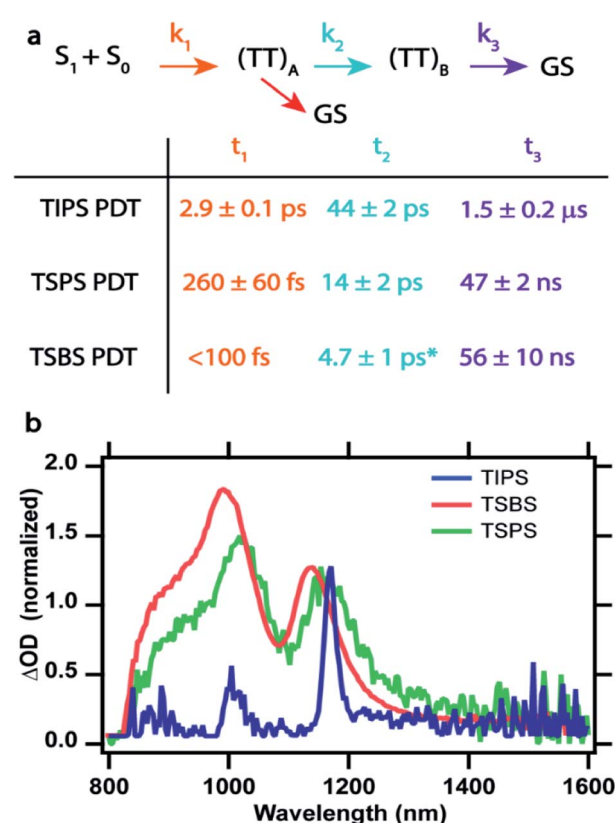 a
S₁ + S₀ k₁ (TT)A k₂ (TT)B k₃ GS
GS
t₁ t₂ t₃
TIPS PDT 2.9 ± 0.1 ps 44 ± 2 ps 1.5 ± 0.2 μs
TSPS PDT 260 ± 60 fs 14 ± 2 ps 47 ± 2 ns
TSBS PDT <100 fs 4.7 ± 1 ps* 56 ± 10 ns
b
2.0
1.5
1.0
0.5
0.0
ΔOD (normalized)
TIPS
TSBS
TSPS
800 1000 1200 1400 1600
Wavelength (nm)